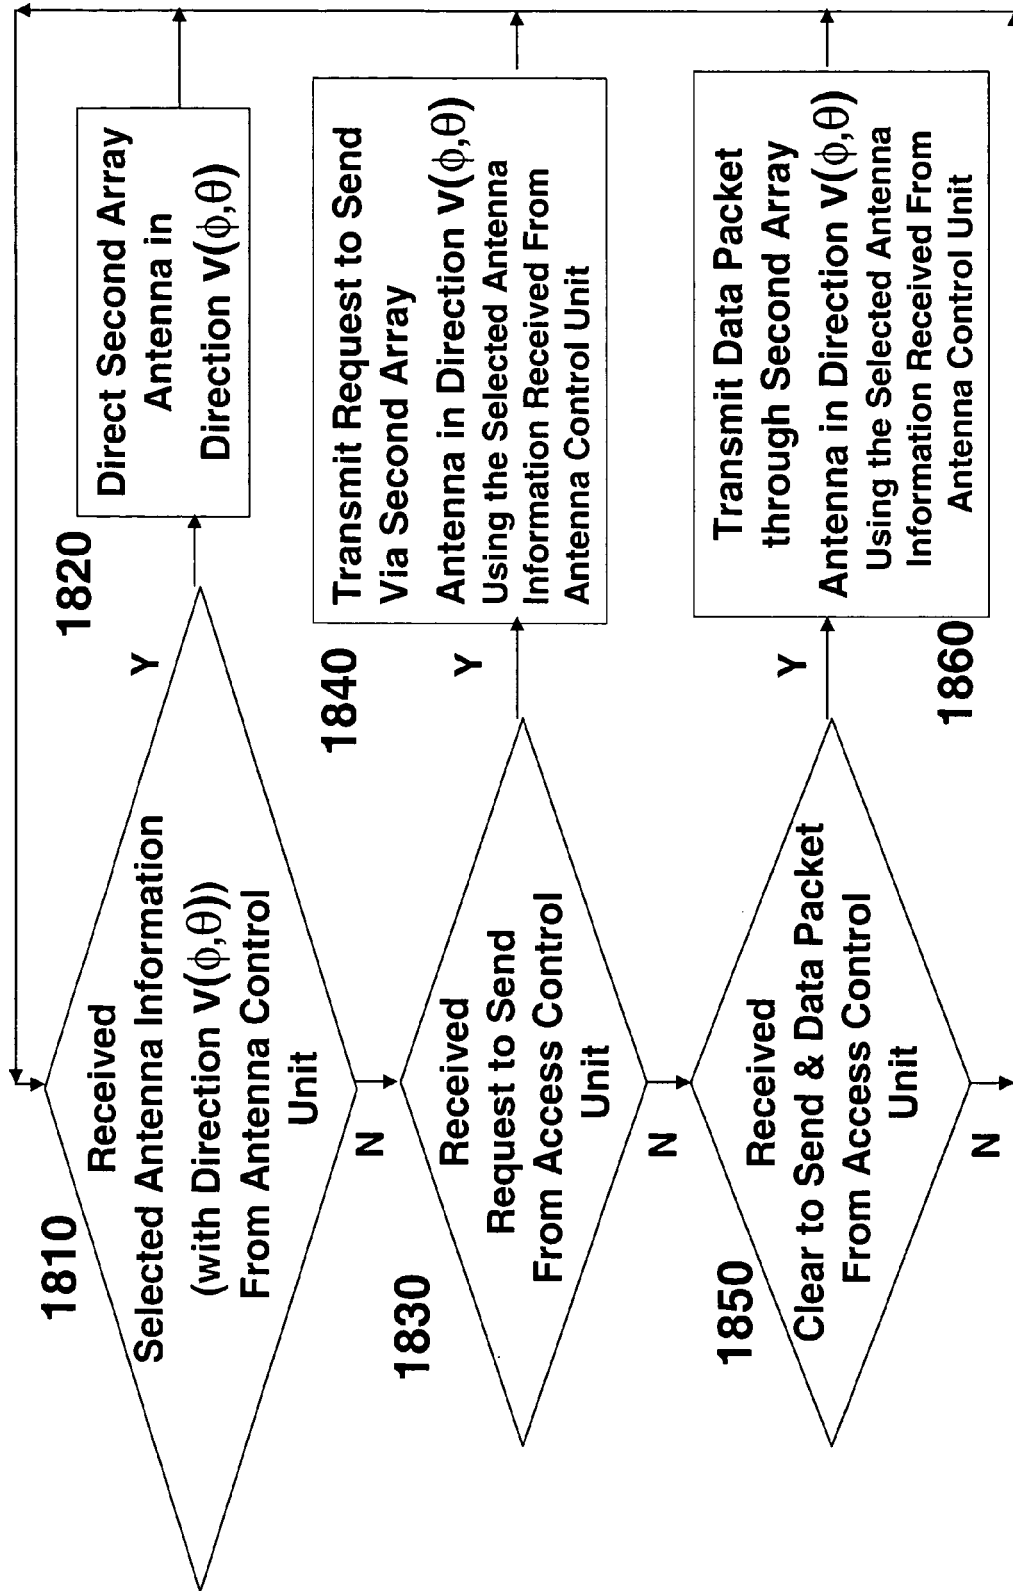 1810
Received
Selected Antenna Information
(with Direction V(ϕ,θ))
From Antenna Control
Unit
Y
1820
Direct Second Array
Antenna in
Direction V(ϕ,θ)
N
1830
Received
Request to Send
From Access Control
Unit
Y
1840
Transmit Request to Send
Via Second Array
Antenna in Direction V(ϕ,θ)
Using the Selected Antenna
Information Received From
Antenna Control Unit
N
1850
Received
Clear to Send & Data Packet
From Access Control
Unit
Y
1860
Transmit Data Packet
through Second Array
Antenna in Direction V(ϕ,θ)
Using the Selected Antenna
Information Received From
Antenna Control Unit
N